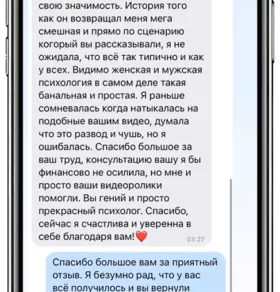 свою значимость. История того
как он возвращал меня мега
смешная и прямо по сценарию
который вы рассказывали, я не
ожидала, что всё так типично и как
у всех. Видимо женская и мужская
психология в самом деле такая
банальная и простая. Я раньше
сомневалась когда натыкалась на
подобные вашим видео, думала
что это развод и чушь, но я
ошибалась. Спасибо большое за
ваш труд, консультацию вашу я бы
финансово не осилила, но мне и
просто ваши видеоролики
помогли. Вы гений и просто
прекрасный психолог. Спасибо,
сейчас я счастлива и уверенна в
себе благодаря вам!❤️
03:27
Спасибо большое вам за приятный
отзыв. Я безумно рад, что у вас
всё получилось и вы вернули